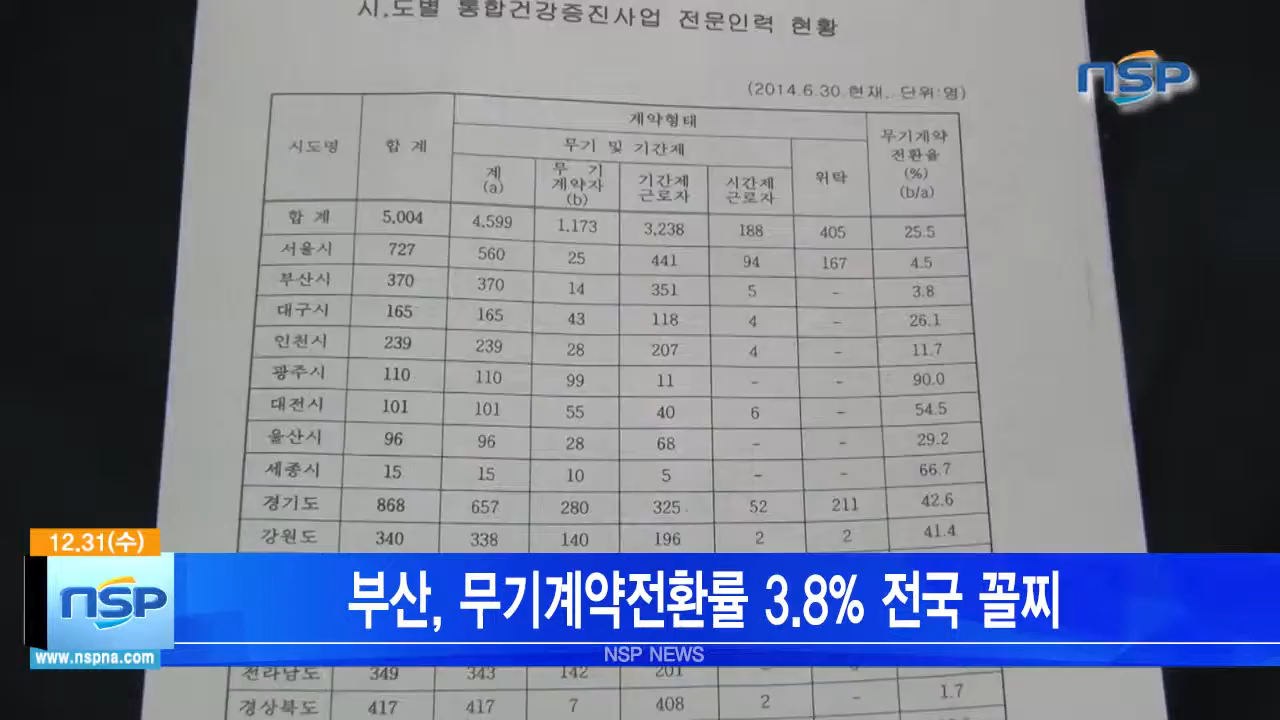 시.도별 통합건강증진사업 전문인력 현황
nSP
(2014.6.30 현재, 단위:명)
시도명 합 계 계약형태 무기계약 전환율 (%) (b/a)
무기 및 기간제 위탁
계 (a) 무 기 계약자 (b) 기간제 근로자 시간제 근로자
합 계 5,004 4,599 1,173 3,238 188 405 25.5
서울시 727 560 25 441 94 167 4.5
부산시 370 370 14 351 5 - 3.8
대구시 165 165 43 118 4 - 26.1
인천시 239 239 28 207 4 - 11.7
광주시 110 110 99 11 - - 90.0
대전시 101 101 55 40 6 - 54.5
울산시 96 96 28 68 - - 29.2
세종시 15 15 10 5 - - 66.7
경기도 868 657 280 325 52 211 42.6
강원도 340 338 140 196 2 2 41.4
12.31(수)
nSP
www.nspna.com
부산, 무기계약전환률 3.8% 전국 꼴찌
NSP NEWS
전라남도 349 343 142 201 -
경상북도 417 417 7 408 2 - 1.7